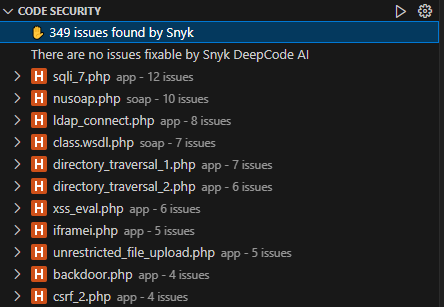 CODE SECURITY
349 issues found by Snyk
There are no issues fixable by Snyk DeepCode AI
H sqli_7.php app - 12 issues
H nusoap.php soap - 10 issues
H ldap_connect.php app - 8 issues
H class.wsdl.php soap - 7 issues
H directory_traversal_1.php app - 7 issues
H directory_traversal_2.php app - 6 issues
H xss_eval.php app - 6 issues
H iframei.php app - 5 issues
H unrestricted_file_upload.php app - 5 issues
H backdoor.php app - 4 issues
H csrf_2.php app - 4 issues